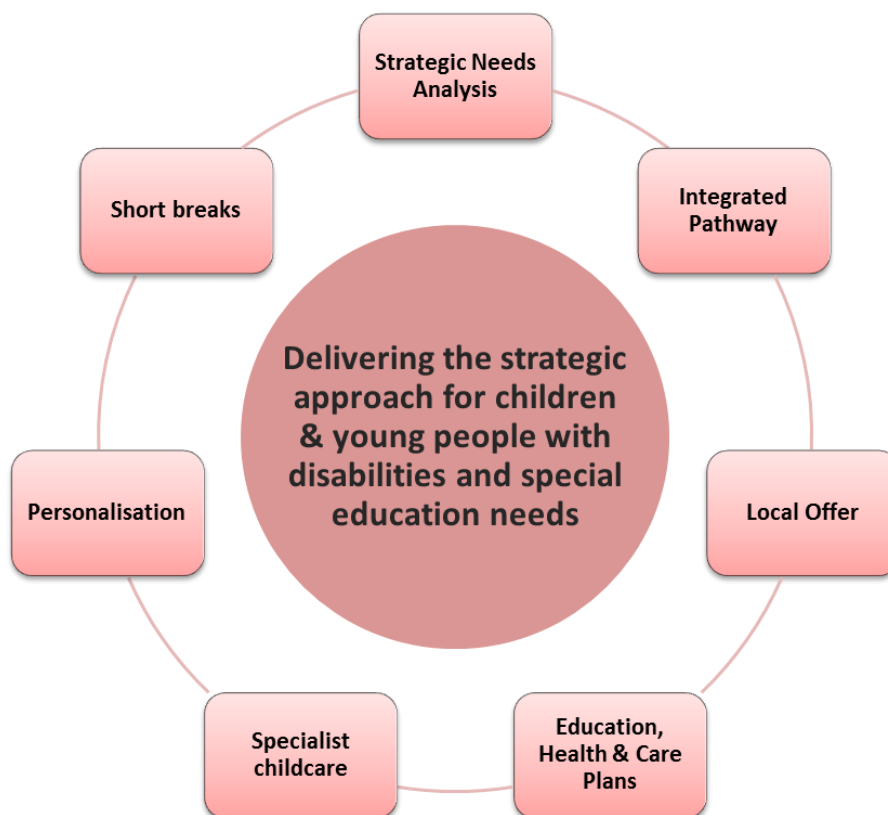 Strategic Needs
Analysis
Integrated
Pathway
Local Offer
Education,
Health & Care
Plans
Specialist
childcare
Personalisation
Short breaks
Delivering the strategic
approach for children
& young people with
disabilities and special
education needs